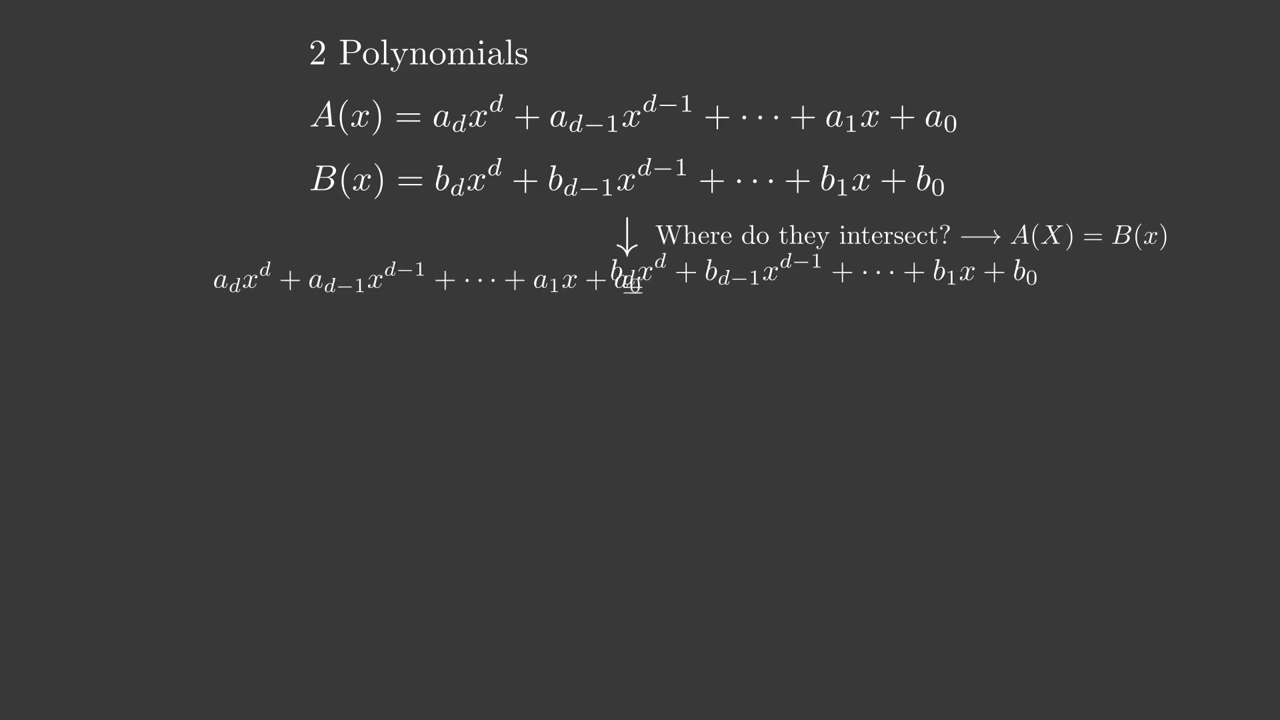 2 Polynomials
A(x) = a_d x^d + a_{d−1} x^{d−1} + ⋯ + a_1 x + a_0
B(x) = b_d x^d + b_{d−1} x^{d−1} + ⋯ + b_1 x + b_0
↓ Where do they intersect? ⟶ A(X) = B(x)
a_d x^d + a_{d−1} x^{d−1} + ⋯ + a_1 x + a_0 = b_d x^d + b_{d−1} x^{d−1} + ⋯ + b_1 x + b_0